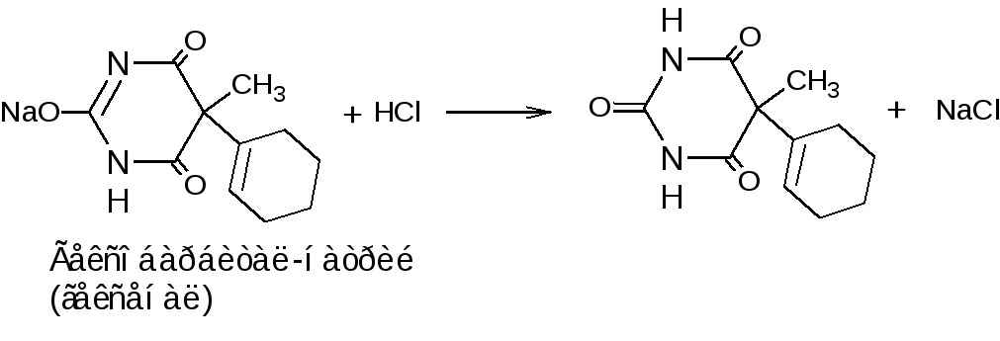 H
N O
CH3
NaO
N O
H
+ HCl
H
N O
CH3
O
N O
H
+ NaCl
Ãåêñî áàðáèòàë-í àòðèé
(ãåêñåí àë)